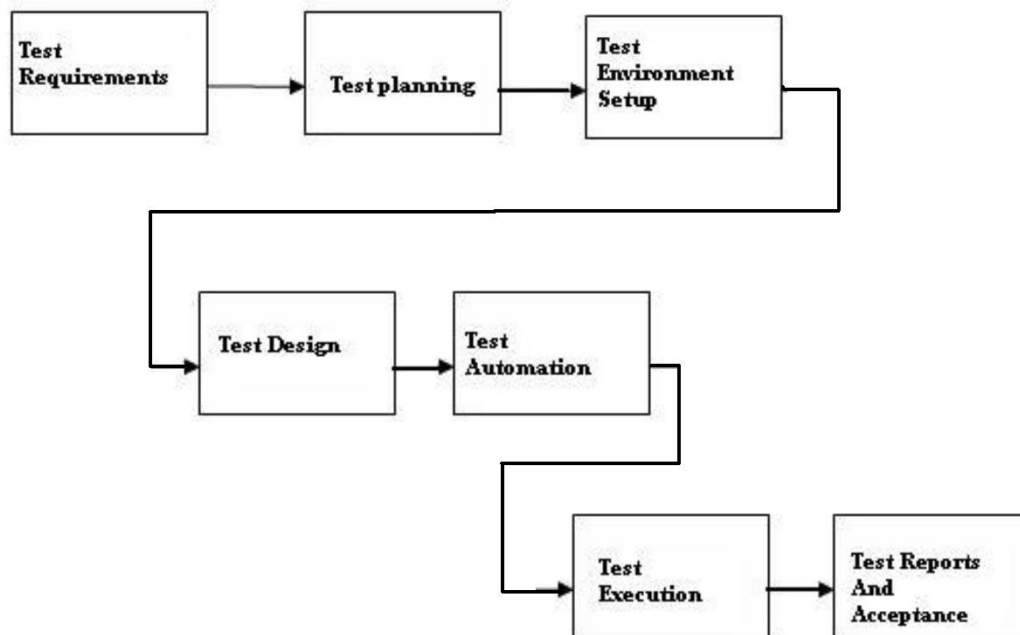 Test
Requirements
Test planning
Test
Environment
Setup
Test Design
Test
Automation
Test
Execution
Test Reports
And
Acceptance